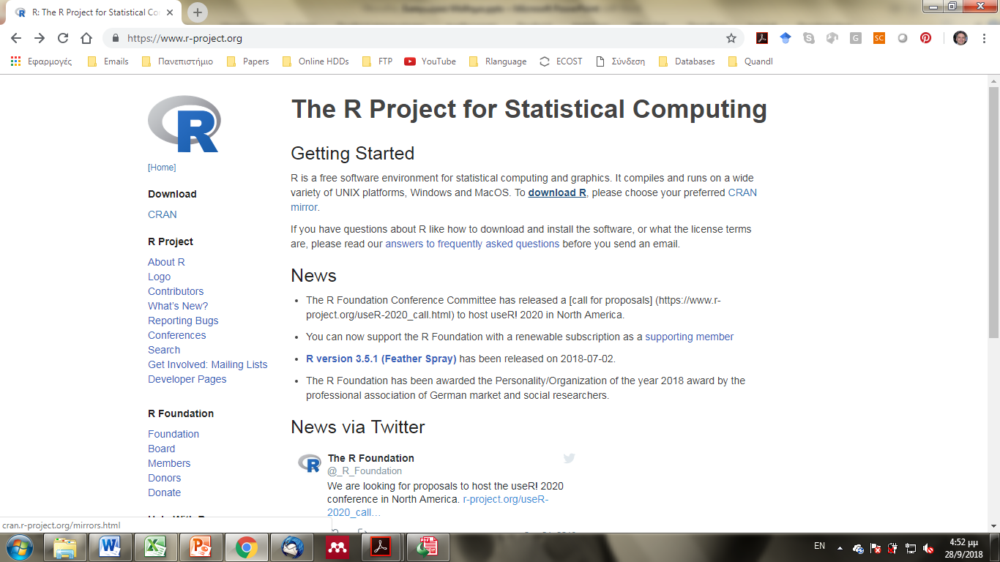 R: The R Project for Statistical Co
https://www.r-project.org
Εφαρμογές Emails Πανεπιστήμιο Papers Online HDDs FTP YouTube Rlanguage ECOST Σύνδεση Databases Quandl
R
[Home]
Download
CRAN
R Project
About R
Logo
Contributors
What's New?
Reporting Bugs
Conferences
Search
Get Involved: Mailing Lists
Developer Pages
R Foundation
Foundation
Board
Members
Donors
Donate
The R Project for Statistical Computing
Getting Started
R is a free software environment for statistical computing and graphics. It compiles and runs on a wide
variety of UNIX platforms, Windows and MacOS. To download R, please choose your preferred CRAN
mirror.
If you have questions about R like how to download and install the software, or what the license terms
are, please read our answers to frequently asked questions before you send an email.
News
• The R Foundation Conference Committee has released a [call for proposals] (https://www.r-
project.org/useR-2020_call.html) to host useR! 2020 in North America.
• You can now support the R Foundation with a renewable subscription as a supporting member
• R version 3.5.1 (Feather Spray) has been released on 2018-07-02.
• The R Foundation has been awarded the Personality/Organization of the year 2018 award by the
professional association of German market and social researchers.
News via Twitter
The R Foundation
@_R_Foundation
We are looking for proposals to host the useR! 2020
conference in North America. r-project.org/useR-
2020_call…
cran.r-project.org/mirrors.html
EN
4:52 μμ
28/9/2018